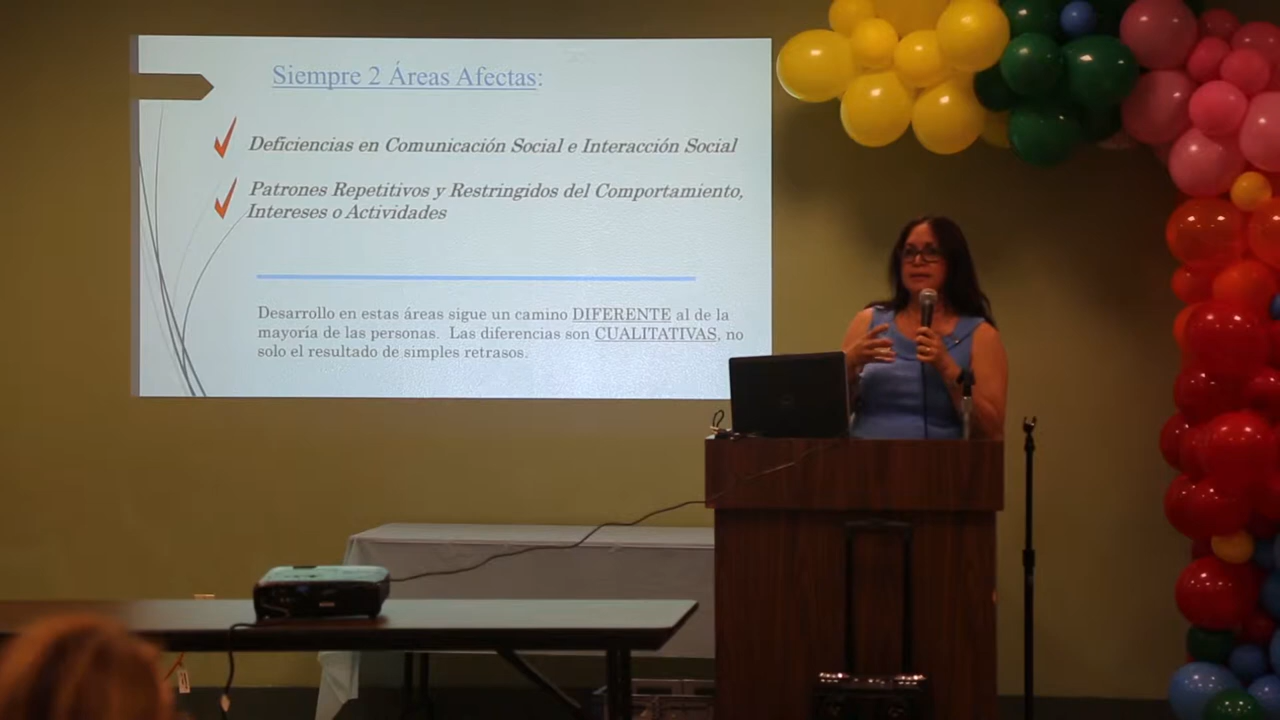 Siempre 2 Áreas Afectas:
Deficiencias en Comunicación Social e Interacción Social
Patrones Repetitivos y Restringidos del Comportamiento,
Intereses o Actividades
Desarrollo en estas áreas sigue un camino DIFERENTE al de la
mayoría de las personas. Las diferencias son CUALITATIVAS, no
solo el resultado de simples retrasos.